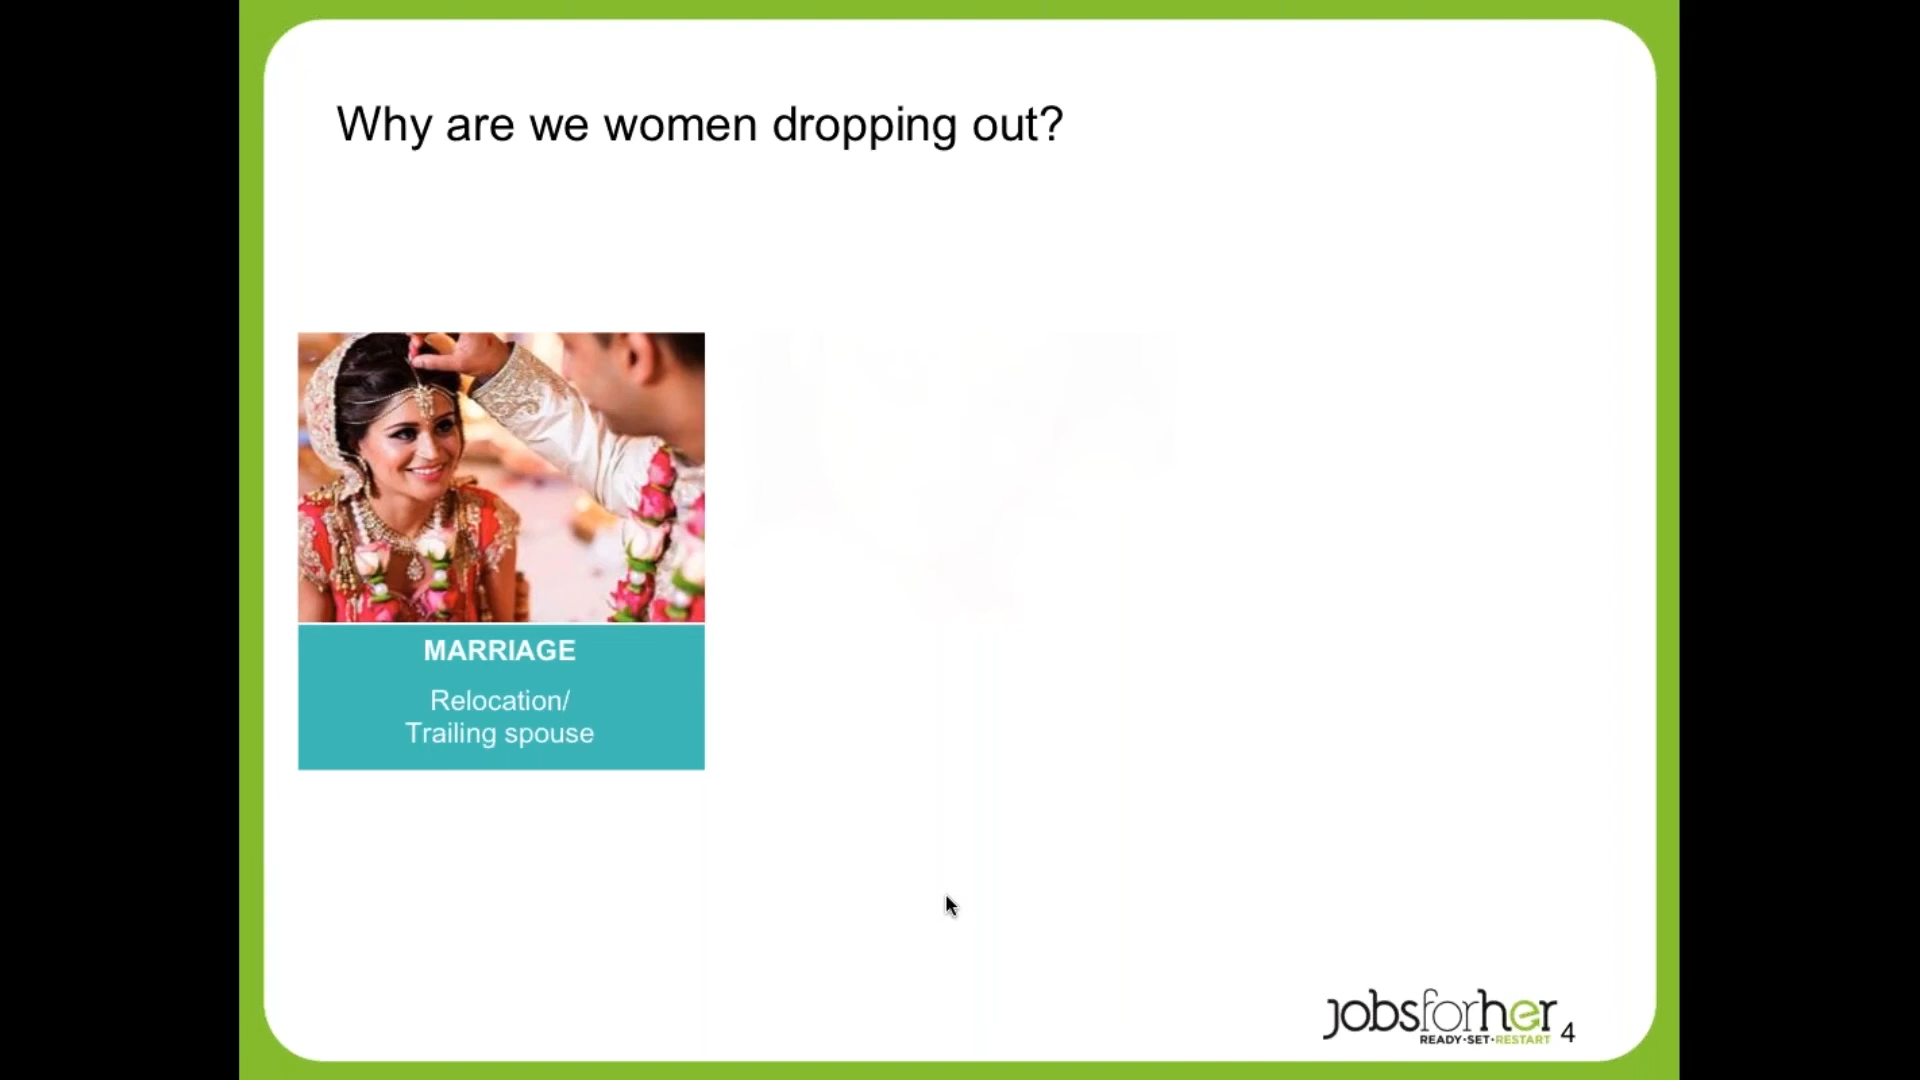 Why are we women dropping out?
MARRIAGE
Relocation/
Trailing spouse
jobsforher
READY·SET·RESTART
4